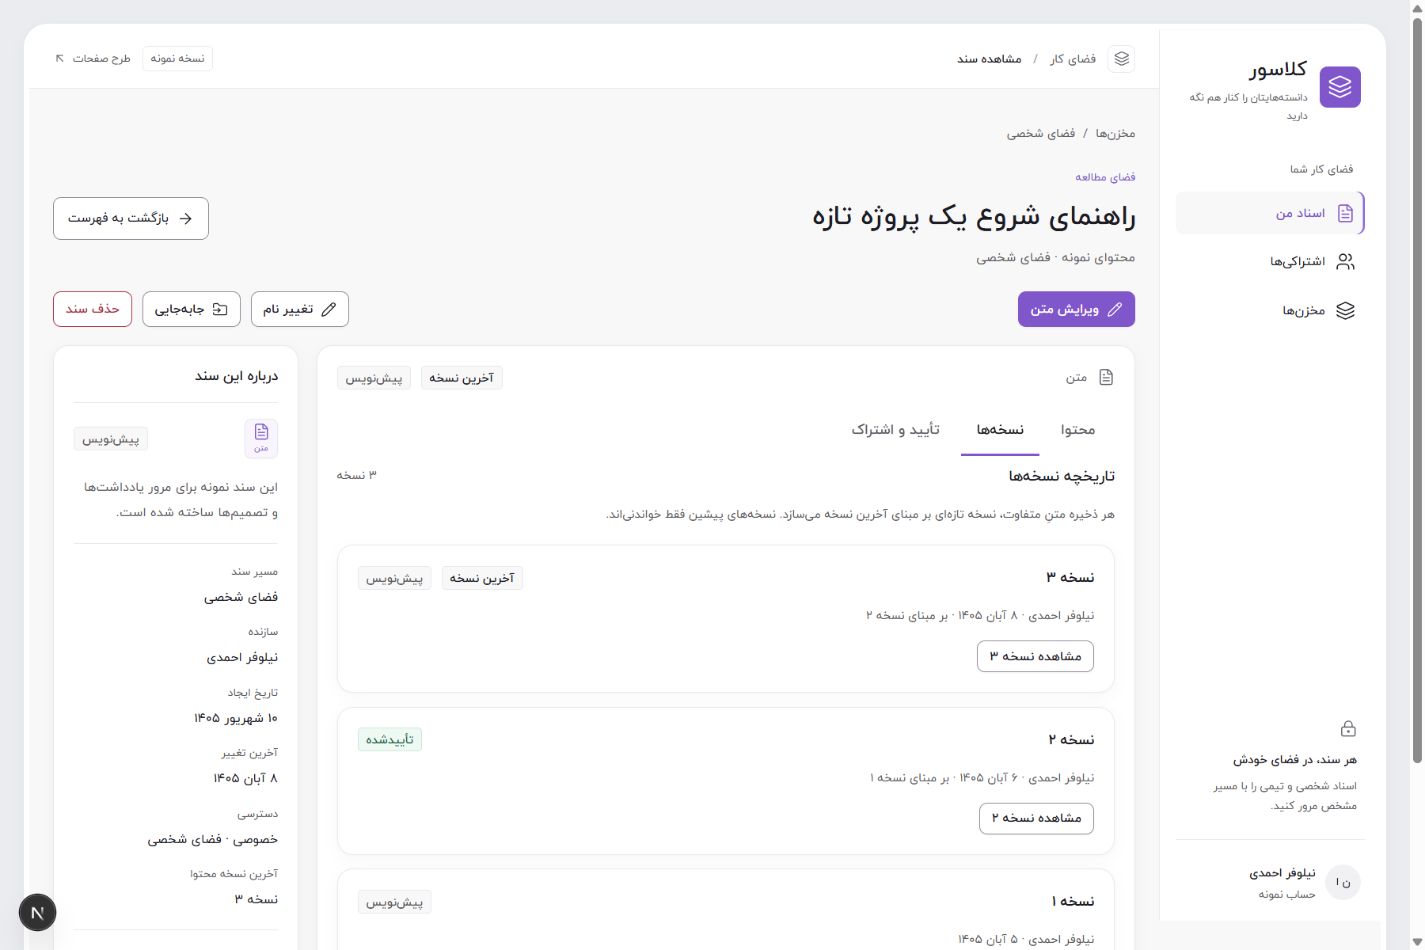 کلاسور
دانسته‌هایتان را کنار هم نگه
دارید
فضای کار شما
اسناد من
اشتراکی‌ها
مخزن‌ها
هر سند، در فضای خودش
اسناد شخصی و تیمی را با مسیر
مشخص مرور کنید.
ن ا
نیلوفر احمدی
حساب نمونه
فضای کار / مشاهده سند
نسخه نمونه
طرح صفحات
مخزن‌ها / فضای شخصی
فضای مطالعه
راهنمای شروع یک پروژه تازه
محتوای نمونه · فضای شخصی
بازگشت به فهرست
ویرایش متن
تغییر نام
جابه‌جایی
حذف سند
متن
آخرین نسخه
پیش‌نویس
محتوا
نسخه‌ها
تأیید و اشتراک
تاریخچه نسخه‌ها
۳ نسخه
هر ذخیره متنِ متفاوت، نسخه تازه‌ای بر مبنای آخرین نسخه می‌سازد. نسخه‌های پیشین فقط خواندنی‌اند.
نسخه ۳
آخرین نسخه
پیش‌نویس
نیلوفر احمدی · ۸ آبان ۱۴۰۵ · بر مبنای نسخه ۲
مشاهده نسخه ۳
نسخه ۲
تأییدشده
نیلوفر احمدی · ۶ آبان ۱۴۰۵ · بر مبنای نسخه ۱
مشاهده نسخه ۲
نسخه ۱
پیش‌نویس
نیلوفر احمدی · ۵ آبان ۱۴۰۵
درباره این سند
متن
پیش‌نویس
این سند نمونه برای مرور یادداشت‌ها
و تصمیم‌ها ساخته شده است.
مسیر سند
فضای شخصی
سازنده
نیلوفر احمدی
تاریخ ایجاد
۱۰ شهریور ۱۴۰۵
آخرین تغییر
۸ آبان ۱۴۰۵
دسترسی
خصوصی · فضای شخصی
آخرین نسخه محتوا
نسخه ۳
N